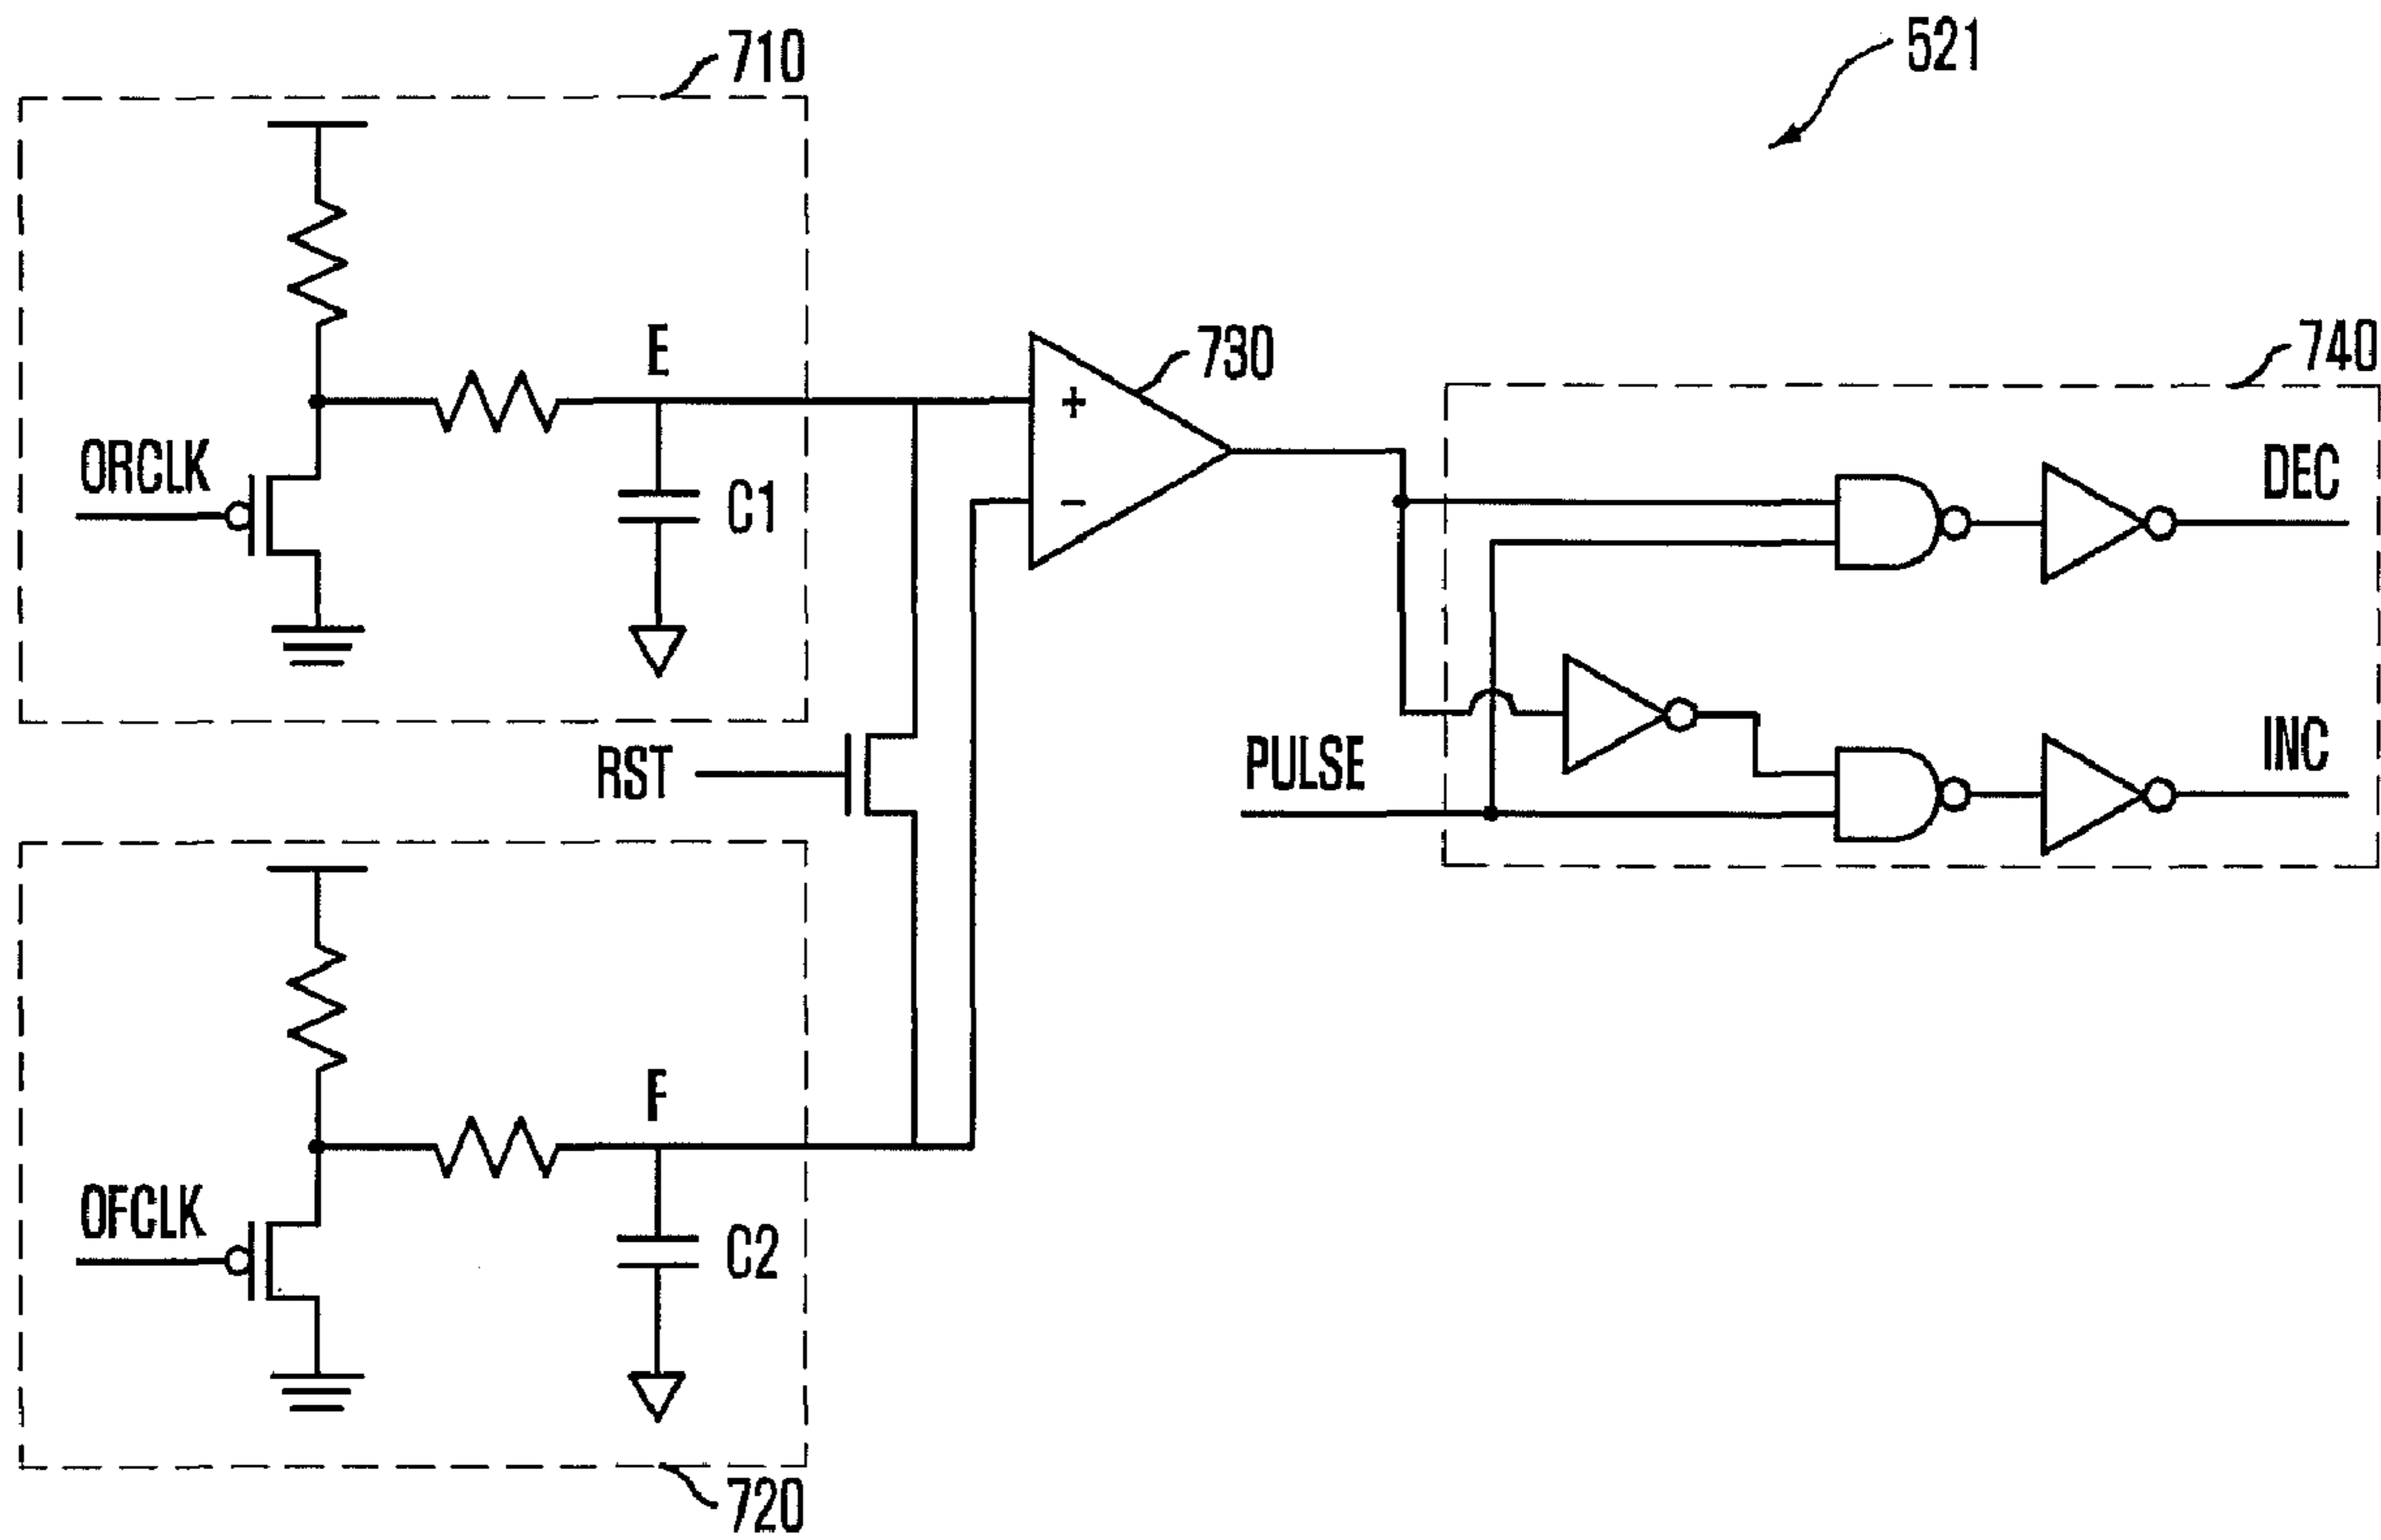 521
710
E
ORCLK
C1
+
-
730
740
DEC
RST
PULSE
INC
F
OFCLK
C2
720